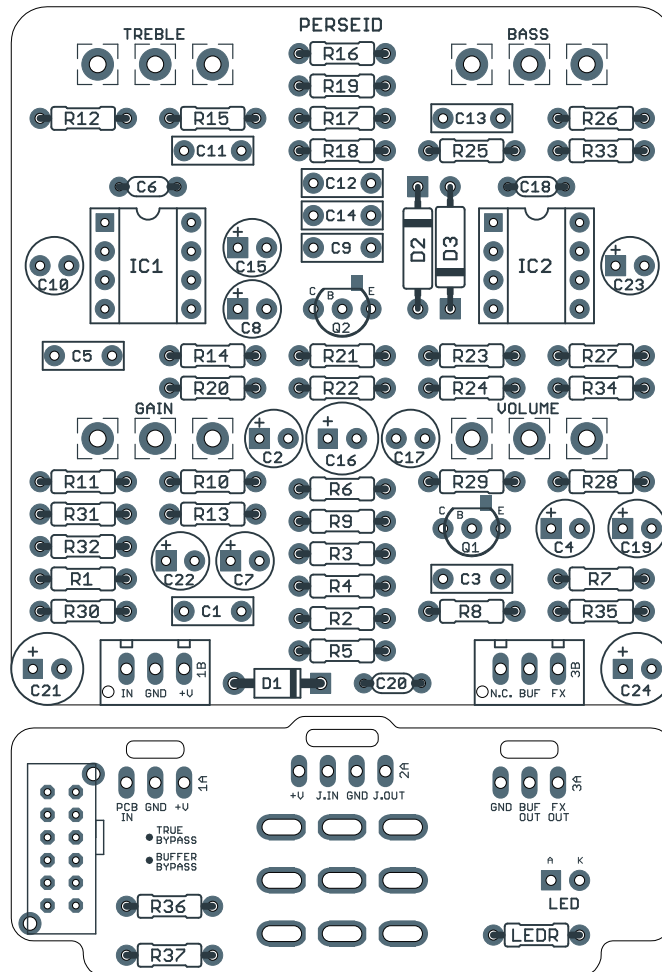 PERSEID
TREBLE
BASS
R16
R19
R12
R15
R17
C13
R26
C11
R18
R25
R33
C6
C12
C18
C14
+
C15
C9
D2
D3
IC1
IC2
C10
+
C23
+
C8
C
B
E
Q2
C5
R14
R21
R23
R27
R20
R22
R24
R34
GAIN
VOLUME
+
C2
+
C16
C17
R11
R10
R6
R29
R28
R31
R13
R9
C
B
E
Q1
+
C4
+
C19
R32
+
C22
+
C7
R3
R1
R4
C3
R7
R30
C1
R2
R8
R35
R5
+
C21
IN
GND
+V
1B
D1
C20
N.C.
BUF
FX
3B
C24
+V
J.IN
GND
J.OUT
2A
PCB
IN
GND
+V
1A
GND
BUF
OUT
FX
OUT
3A
TRUE
BYPASS
BUFFER
BYPASS
A
K
LED
R36
LEDR
R37